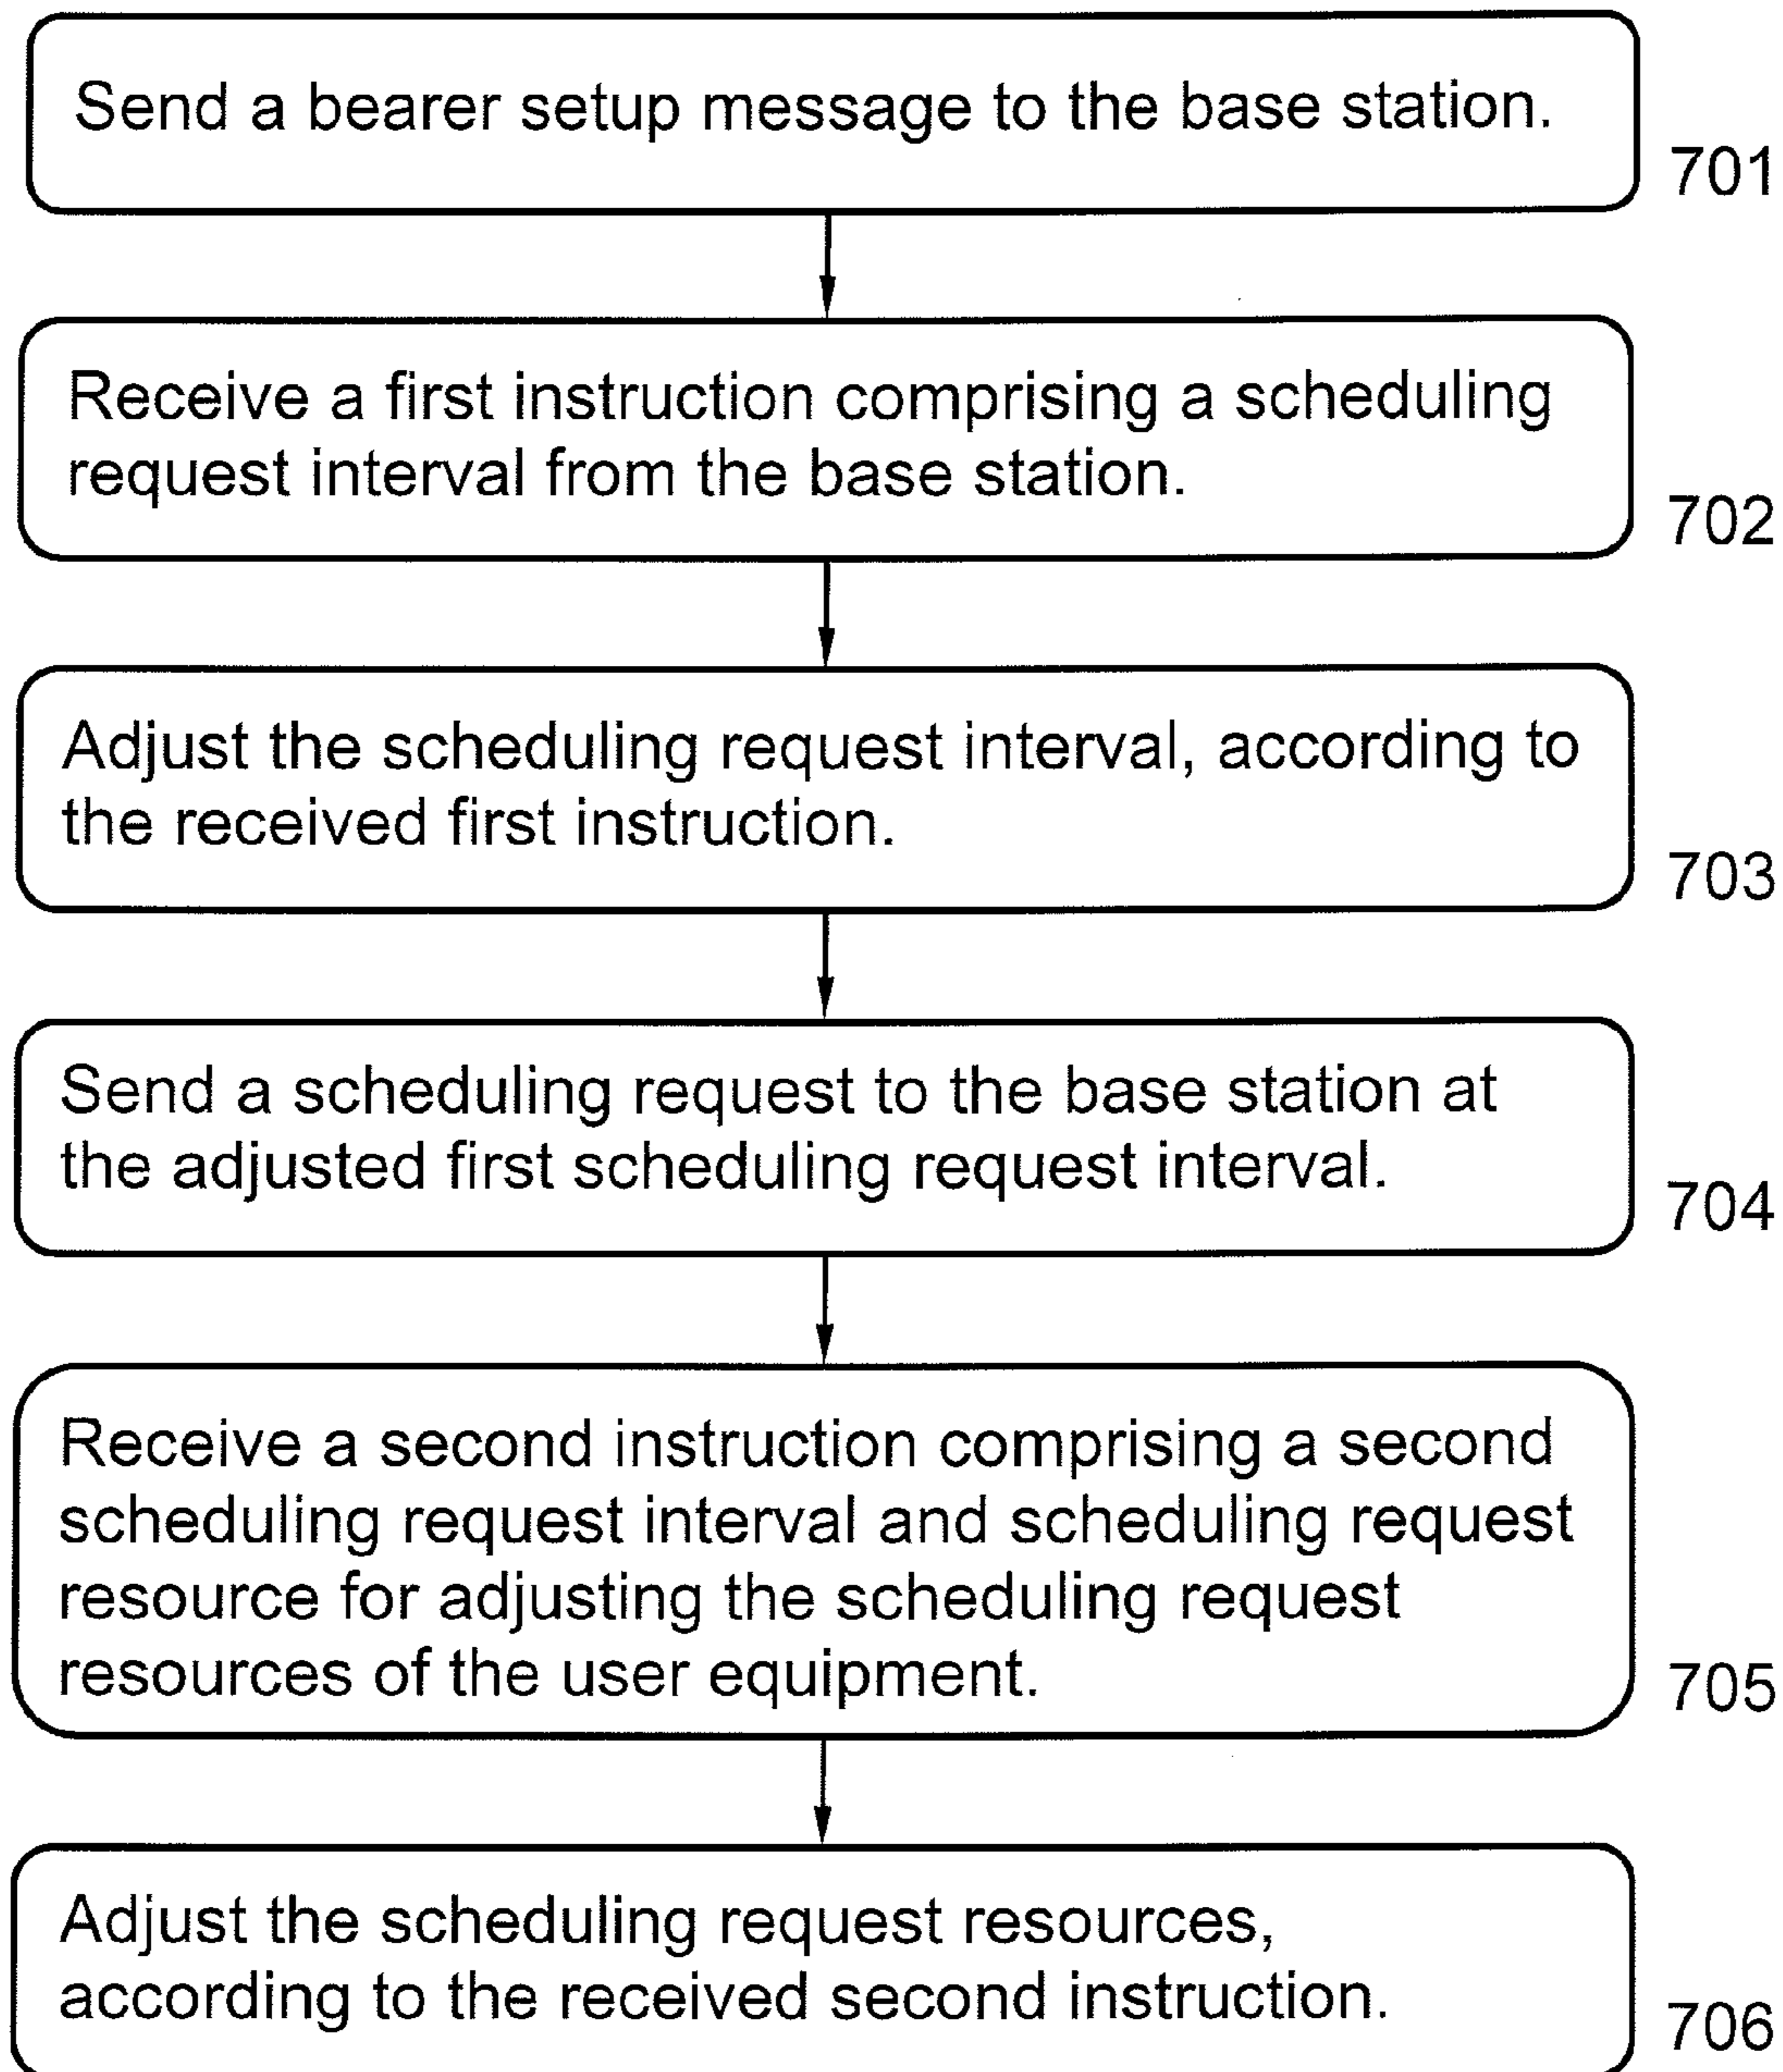 Send a bearer setup message to the base station.
701
Receive a first instruction comprising a scheduling
request interval from the base station.
702
Adjust the scheduling request interval, according to
the received first instruction.
703
Send a scheduling request to the base station at
the adjusted first scheduling request interval.
704
Receive a second instruction comprising a second
scheduling request interval and scheduling request
resource for adjusting the scheduling request
resources of the user equipment.
705
Adjust the scheduling request resources,
according to the received second instruction.
706